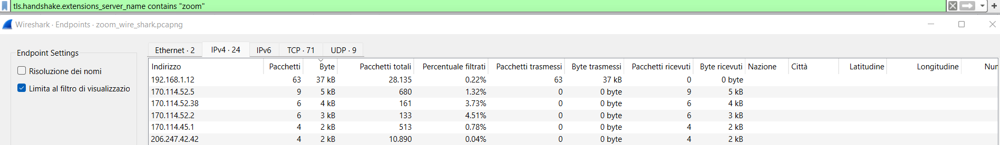 tls.handshake.extensions_server_name contains "zoom"
Wireshark · Endpoints · zoom_wire_shark.pcapng
Endpoint Settings
Risoluzione dei nomi
Limita al filtro di visualizzazio
Ethernet · 2 IPv4 · 24 IPv6 TCP · 71 UDP · 9
Indirizzo Pacchetti Byte Pacchetti totali Percentuale filtrati Pacchetti trasmessi Byte trasmessi Pacchetti ricevuti Byte ricevuti Nazione Città Latitudine Longitudine Nun
192.168.1.12 63 37 kB 28.135 0.22% 63 37 kB 0 0 byte
170.114.52.5 9 5 kB 680 1.32% 0 0 byte 9 5 kB
170.114.52.38 6 4 kB 161 3.73% 0 0 byte 6 4 kB
170.114.52.2 6 3 kB 133 4.51% 0 0 byte 6 3 kB
170.114.45.1 4 2 kB 513 0.78% 0 0 byte 4 2 kB
206.247.42.42 4 2 kB 10.890 0.04% 0 0 byte 4 2 kB